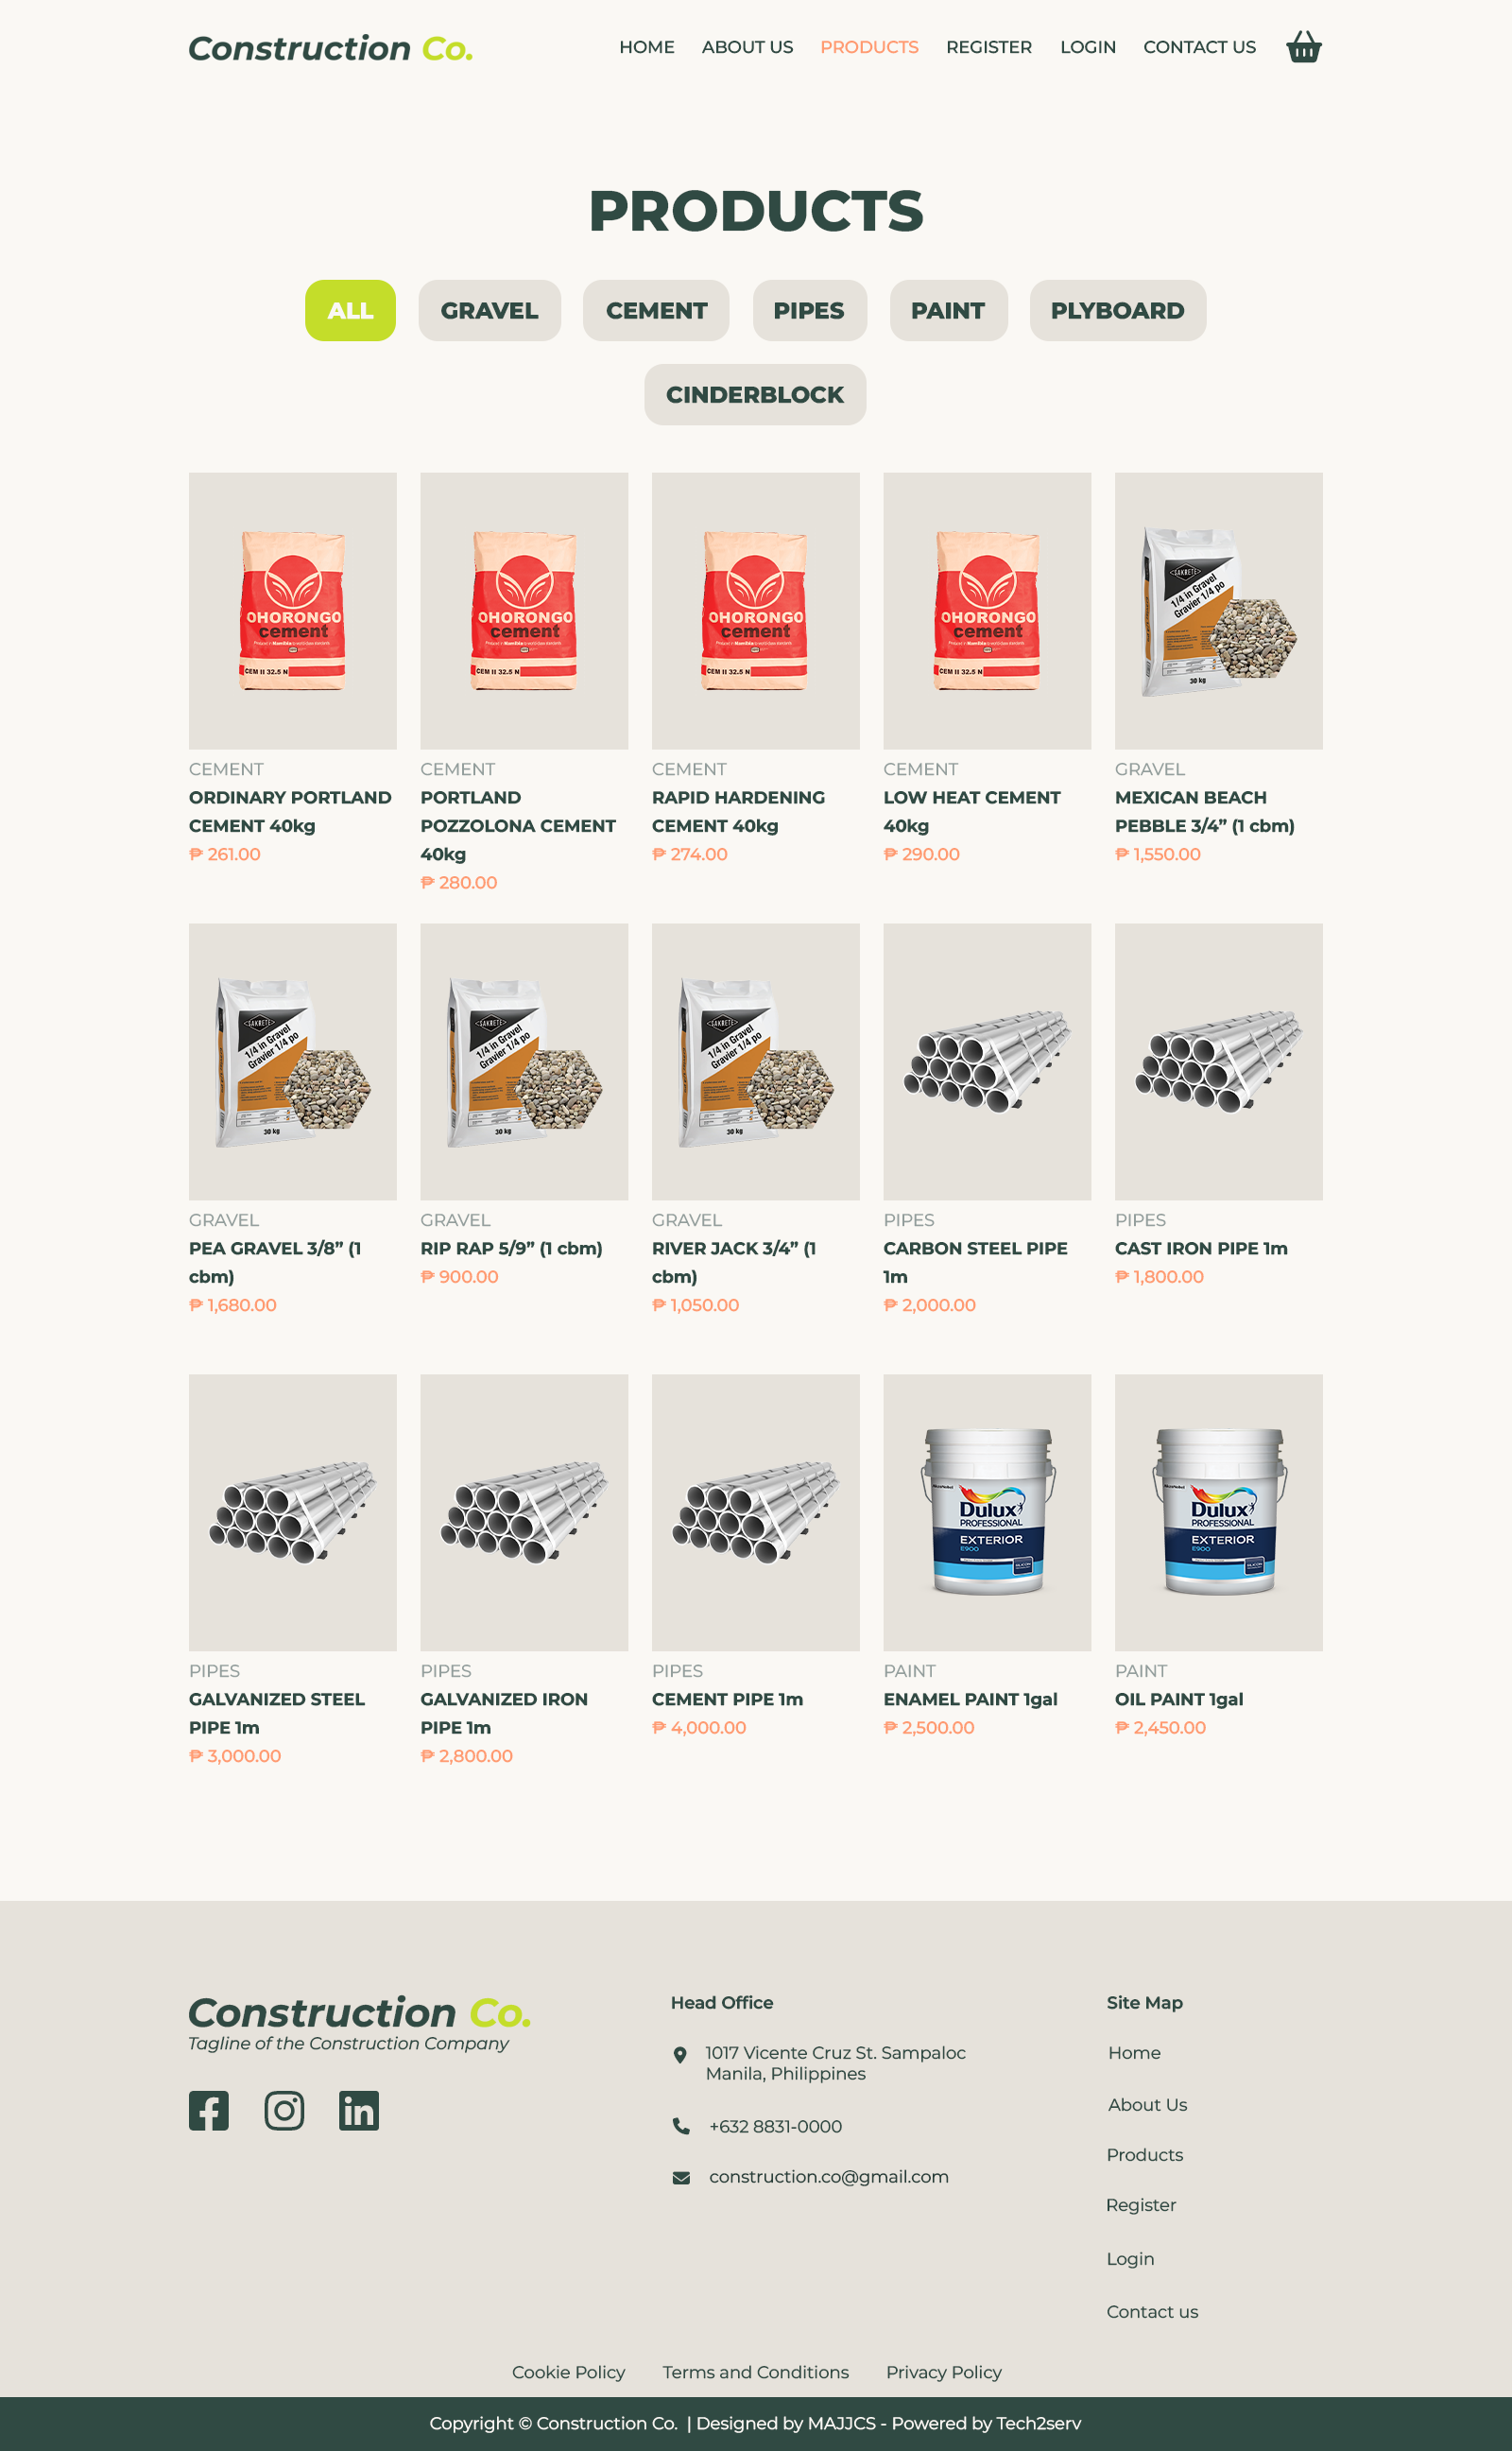 Construction Co.
HOME ABOUT US PRODUCTS REGISTER LOGIN CONTACT US
PRODUCTS
ALL GRAVEL CEMENT PIPES PAINT PLYBOARD
CINDERBLOCK
OHORONGO
cement
CEM II 32.5 N
OHORONGO
cement
CEM II 32.5 N
OHORONGO
cement
CEM II 32.5 N
OHORONGO
cement
CEM II 32.5 N
SAKRETE
1/4 in Gravel
Gravier 1/4 po
30 kg
CEMENT
ORDINARY PORTLAND
CEMENT 40kg
₱ 261.00
CEMENT
PORTLAND
POZZOLONA CEMENT
40kg
₱ 280.00
CEMENT
RAPID HARDENING
CEMENT 40kg
₱ 274.00
CEMENT
LOW HEAT CEMENT
40kg
₱ 290.00
GRAVEL
MEXICAN BEACH
PEBBLE 3/4” (1 cbm)
₱ 1,550.00
SAKRETE
1/4 in Gravel
Gravier 1/4 po
30 kg
SAKRETE
1/4 in Gravel
Gravier 1/4 po
30 kg
SAKRETE
1/4 in Gravel
Gravier 1/4 po
30 kg
GRAVEL
PEA GRAVEL 3/8” (1
cbm)
₱ 1,680.00
GRAVEL
RIP RAP 5/9” (1 cbm)
₱ 900.00
GRAVEL
RIVER JACK 3/4” (1
cbm)
₱ 1,050.00
PIPES
CARBON STEEL PIPE
1m
₱ 2,000.00
PIPES
CAST IRON PIPE 1m
₱ 1,800.00
Dulux
PROFESSIONAL
EXTERIOR
E900
Dulux
PROFESSIONAL
EXTERIOR
E900
PIPES
GALVANIZED STEEL
PIPE 1m
₱ 3,000.00
PIPES
GALVANIZED IRON
PIPE 1m
₱ 2,800.00
PIPES
CEMENT PIPE 1m
₱ 4,000.00
PAINT
ENAMEL PAINT 1gal
₱ 2,500.00
PAINT
OIL PAINT 1gal
₱ 2,450.00
Construction Co.
Tagline of the Construction Company
Head Office
1017 Vicente Cruz St. Sampaloc
Manila, Philippines
+632 8831-0000
construction.co@gmail.com
Site Map
Home
About Us
Products
Register
Login
Contact us
Cookie Policy Terms and Conditions Privacy Policy
Copyright © Construction Co. | Designed by MAJJCS - Powered by Tech2serv